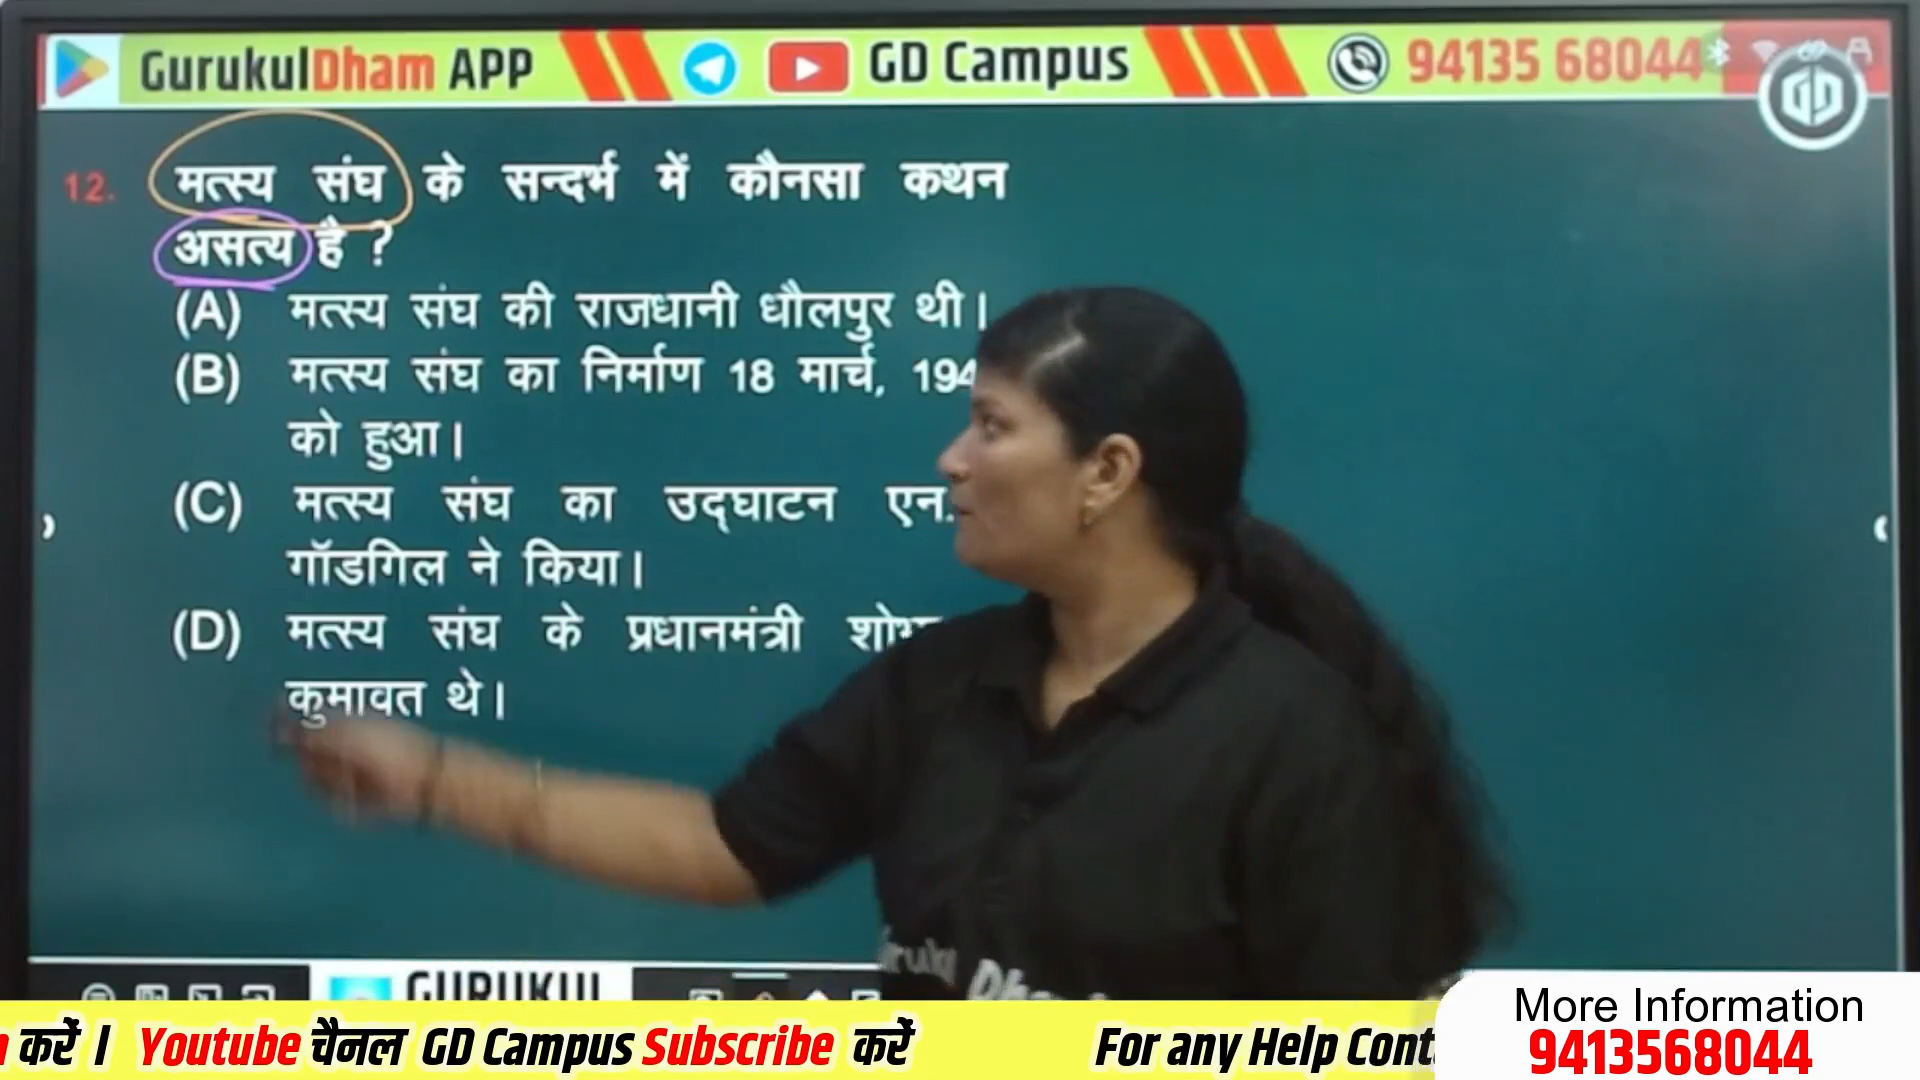 GurukulDham APP
GD Campus
94135 68044
12. मत्स्य संघ के सन्दर्भ में कौनसा कथन
असत्य है ?
(A) मत्स्य संघ की राजधानी धौलपुर थी।
(B) मत्स्य संघ का निर्माण 18 मार्च, 194
को हुआ।
(C) मत्स्य संघ का उद्घाटन एन.
गॉडगिल ने किया।
(D) मत्स्य संघ के प्रधानमंत्री
कुमावत थे।
GURUKUL
More Information
9413568044
करें । Youtube चैनल GD Campus Subscribe करें
For any Help